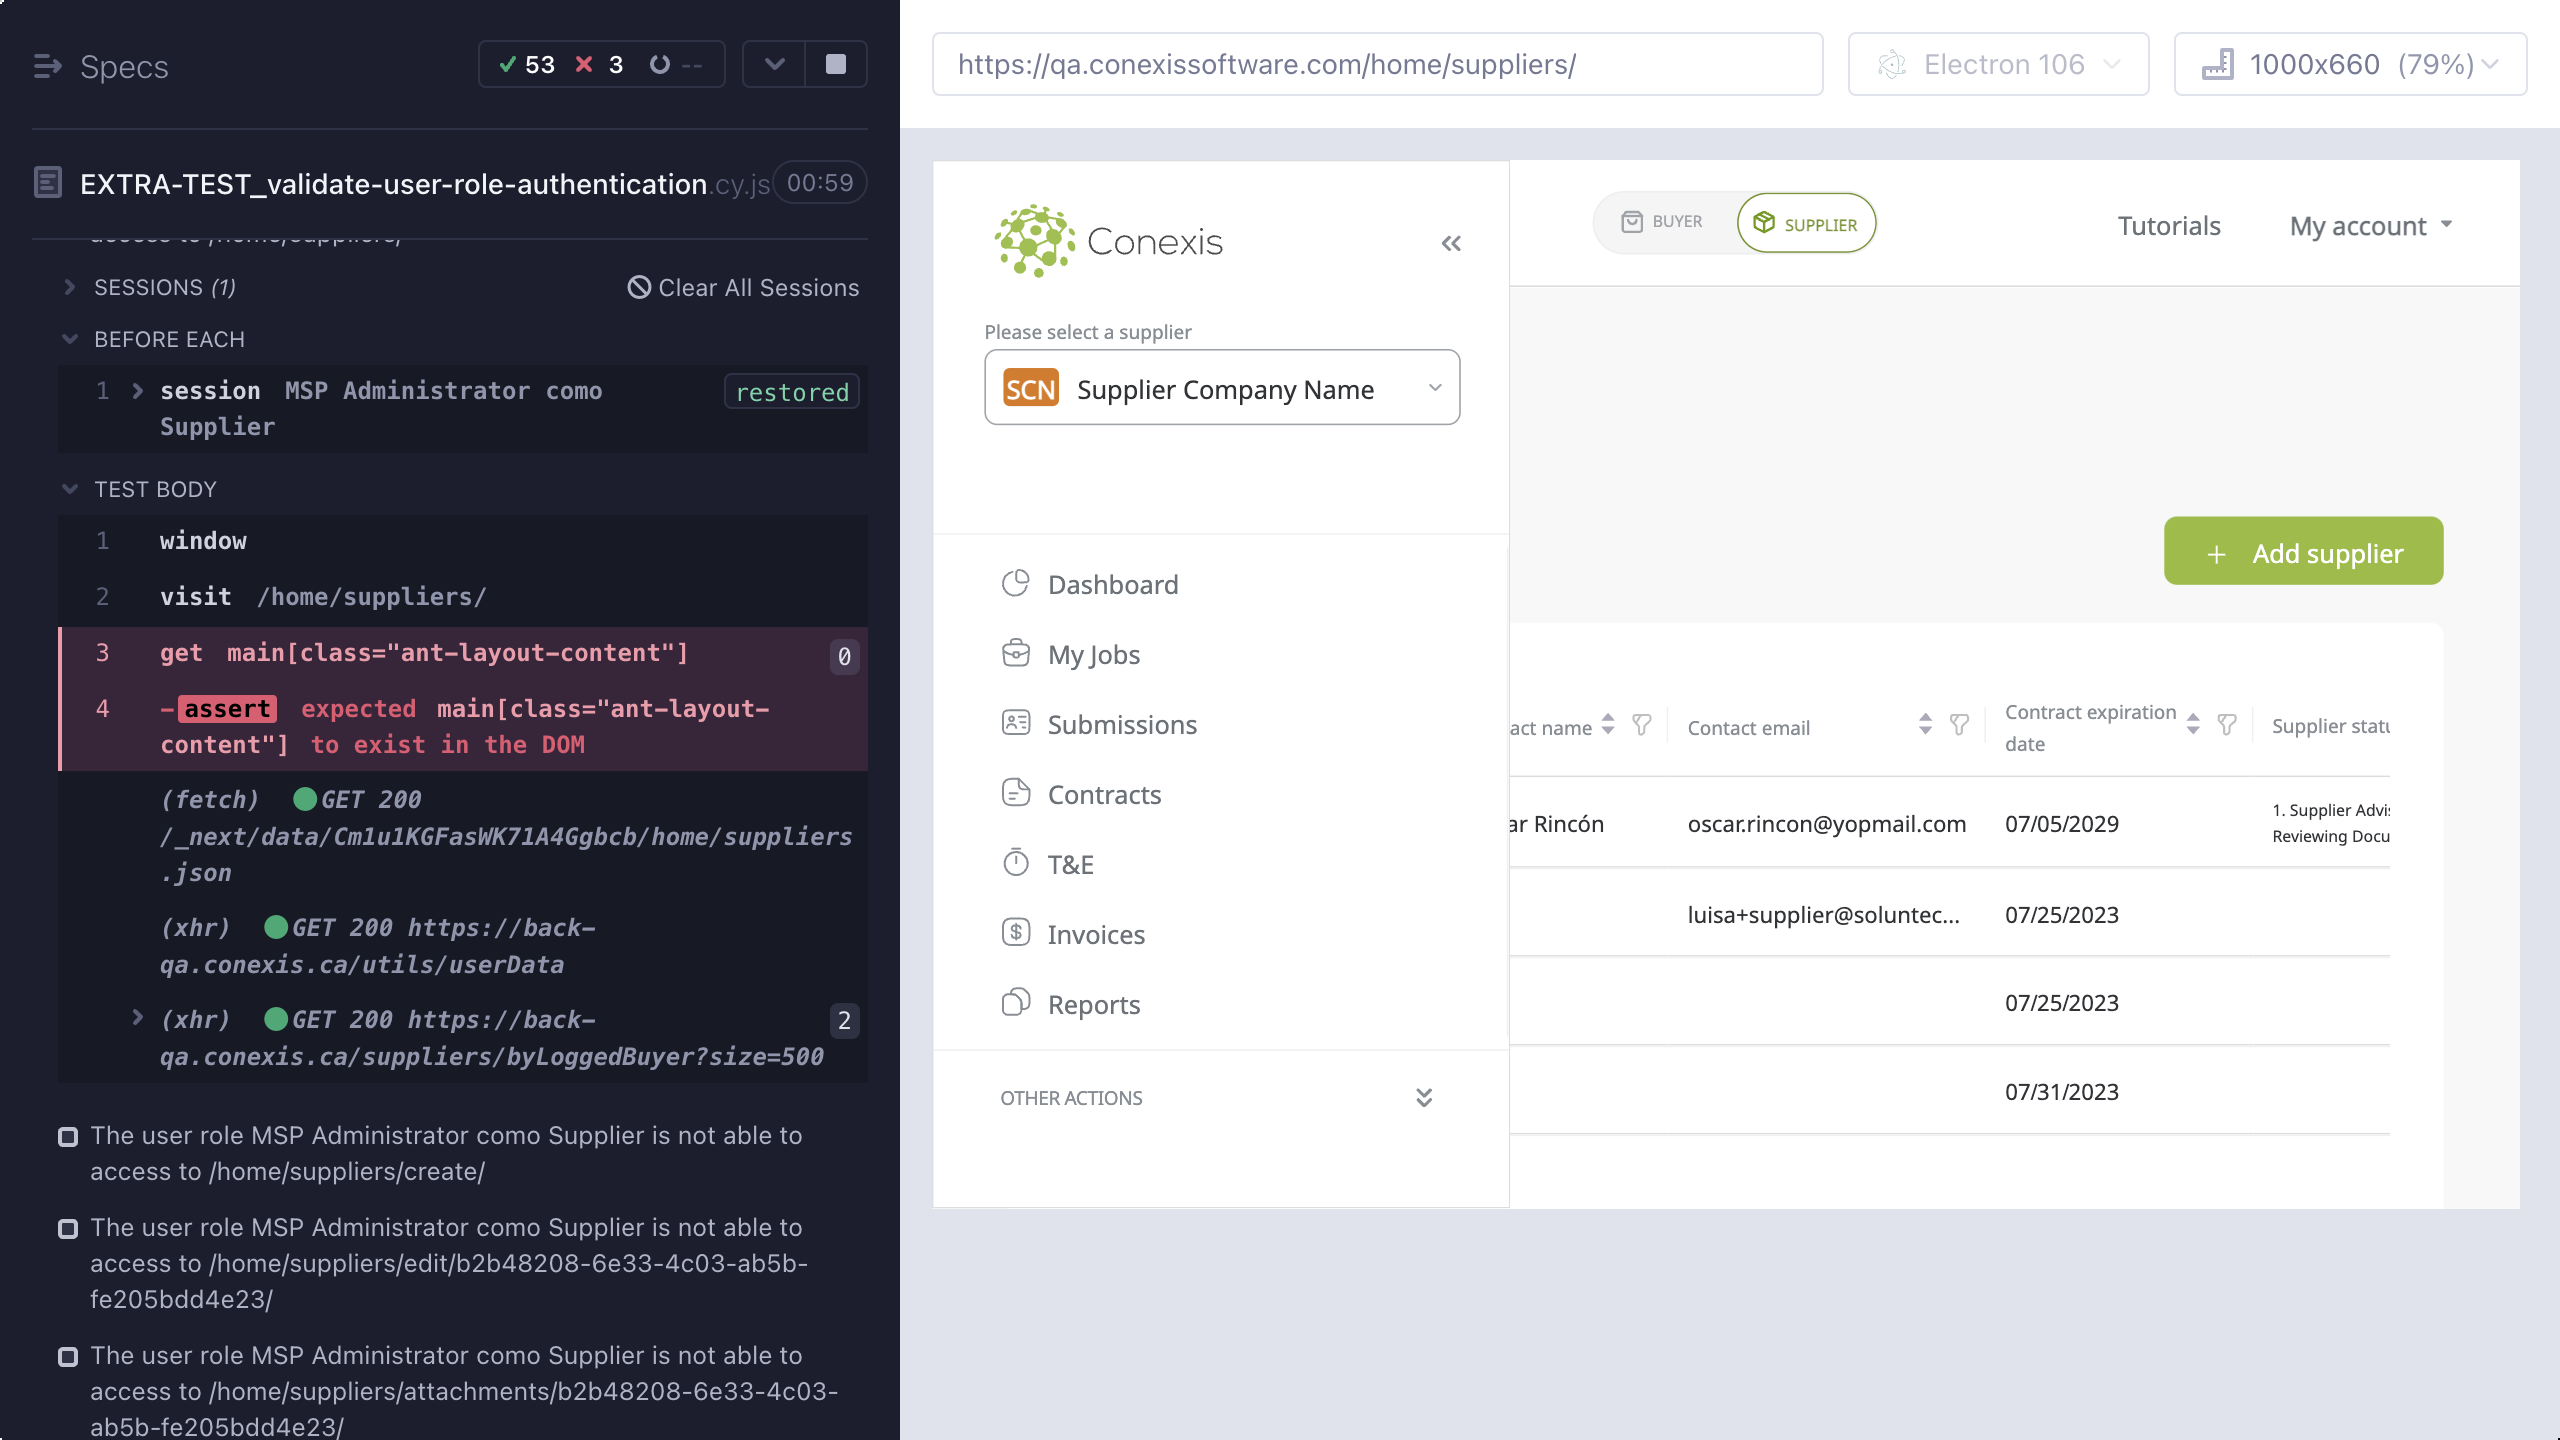 Specs
53
3
--
EXTRA-TEST_validate-user-role-authentication.cy.js
00:59
access to /home/suppliers/
SESSIONS (1)
Clear All Sessions
BEFORE EACH
1 session MSP Administrator como
Supplier
restored
TEST BODY
1 window
2 visit /home/suppliers/
3 get main[class="ant-layout-content"]
0
4 -assert expected main[class="ant-layout-
content"] to exist in the DOM
(fetch) GET 200
/_next/data/Cm1u1KGFasWK71A4Ggbcb/home/suppliers
.json
(xhr) GET 200 https://back-
qa.conexis.ca/utils/userData
(xhr) GET 200 https://back-
qa.conexis.ca/suppliers/byLoggedBuyer?size=500
2
The user role MSP Administrator como Supplier is not able to
access to /home/suppliers/create/
The user role MSP Administrator como Supplier is not able to
access to /home/suppliers/edit/b2b48208-6e33-4c03-ab5b-
fe205bdd4e23/
The user role MSP Administrator como Supplier is not able to
access to /home/suppliers/attachments/b2b48208-6e33-4c03-
ab5b-fe205bdd4e23/
https://qa.conexissoftware.com/home/suppliers/
Electron 106
1000x660 (79%)
Conexis
Please select a supplier
SCN Supplier Company Name
Dashboard
My Jobs
Submissions
Contracts
T&E
Invoices
Reports
OTHER ACTIONS
BUYER
SUPPLIER
Tutorials
My account
+ Add supplier
act name
Contact email
Contract expiration
date
Supplier statu
ar Rincón
oscar.rincon@yopmail.com
07/05/2029
1. Supplier Advis
Reviewing Docu
luisa+supplier@soluntec...
07/25/2023
07/25/2023
07/31/2023